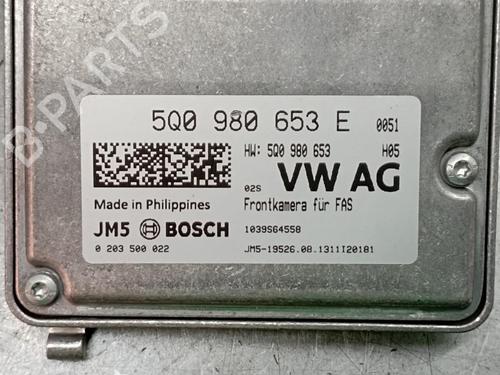 5Q0 980 653 E 0051
HW: 5Q0 980 653 H05
02S VW AG
Made in Philippines Frontkamera für FAS
JM5 BOSCH 1039S64558
0 203 500 022 JM5-19526.08.1311120181
B-PARTS